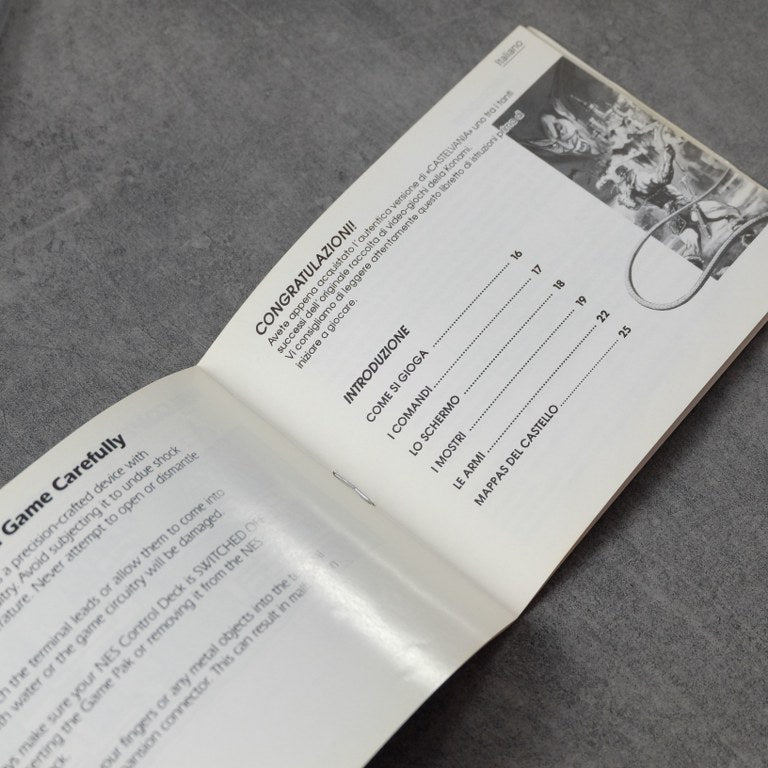 Game Carefully
a precision-crafted device with
Avoid subjecting it to undue shock
Never attempt to open or dismantle
the terminal leads or allow them to come into
with water or the game circuitry will be damaged.
make sure your NES Control Deck is SWITCHED
the Game Pak or removing it from the NES
your fingers or any metal objects into the
connector. This can result in
Italiano
CONGRATULAZIONI!
Avete appena acquistato l'autentica versione di «CASTELVANIA» uno tra i tanti
successi dell'originale raccolta di video-giochi della Konami.
Vi consigliamo di leggere attentamente questo libretto di istruzioni prima di
iniziare a giocare.
INTRODUZIONE
COME SI GIOGA 16
I COMANDI 17
LO SCHERMO 18
I MOSTRI 19
LE ARMI 22
MAPPAS DEL CASTELLO 25